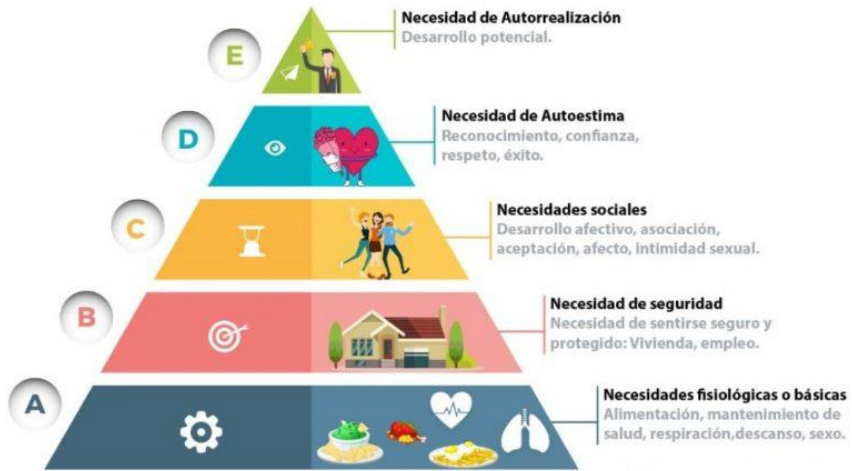 E
Necesidad de Autorrealización
Desarrollo potencial.
D
Necesidad de Autoestima
Reconocimiento, confianza,
respeto, éxito.
C
Necesidades sociales
Desarrollo afectivo, asociación,
aceptación, afecto, intimidad sexual.
B
Necesidad de seguridad
Necesidad de sentirse seguro y
protegido: Vivienda, empleo.
A
Necesidades fisiológicas o básicas
Alimentación, mantenimiento de
salud, respiración,descanso, sexo.